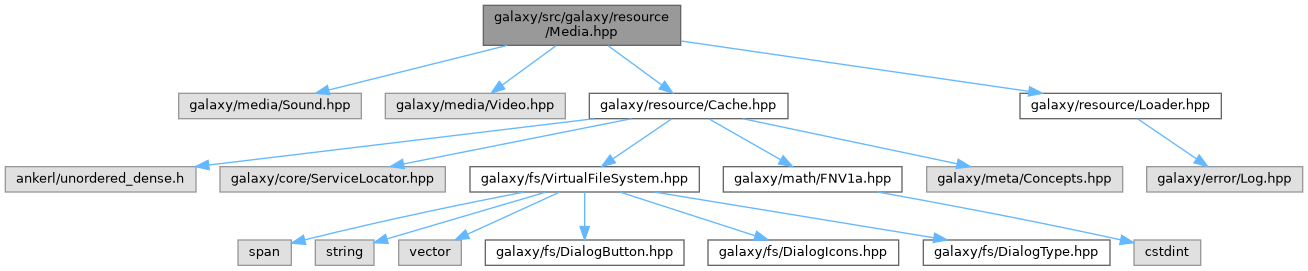 galaxy/src/galaxy/resource
/Media.hpp
galaxy/media/Sound.hpp
galaxy/media/Video.hpp
galaxy/resource/Cache.hpp
galaxy/resource/Loader.hpp
ankerl/unordered_dense.h
galaxy/core/ServiceLocator.hpp
galaxy/fs/VirtualFileSystem.hpp
galaxy/math/FNV1a.hpp
galaxy/meta/Concepts.hpp
galaxy/error/Log.hpp
span
string
vector
galaxy/fs/DialogButton.hpp
galaxy/fs/DialogIcons.hpp
galaxy/fs/DialogType.hpp
cstdint